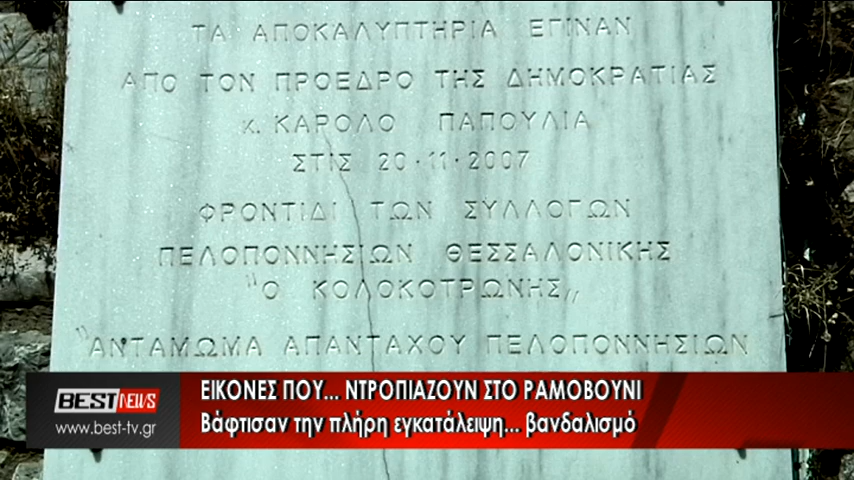 ΤΑ ΑΠΟΚΑΛΥΠΤΗΡΙΑ ΕΓΙΝΑΝ
ΑΠΟ ΤΟΝ ΠΡΟΕΔΡΟ ΤΗΣ ΔΗΜΟΚΡΑΤΙΑΣ
κ. ΚΑΡΟΛΟ ΠΑΠΟΥΛΙΑ
ΣΤΙΣ 20·11·2007
ΦΡΟΝΤΙΔΙ ΤΩΝ ΣΥΛΛΟΓΩΝ
ΠΕΛΟΠΟΝΝΗΣΙΩΝ ΘΕΣΣΑΛΟΝΙΚΗΣ
"Ο ΚΟΛΟΚΟΤΡΩΝΗΣ"
"ΑΝΤΑΜΩΜΑ ΑΠΑΝΤΑΧΟΥ ΠΕΛΟΠΟΝΝΗΣΙΩΝ
BEST NEWS
www.best-tv.gr
ΕΙΚΟΝΕΣ ΠΟΥ... ΝΤΡΟΠΙΑΖΟΥΝ ΣΤΟ ΡΑΜΟΒΟΥΝΙ
Βάφτισαν την πλήρη εγκατάλειψη... βανδαλισμό